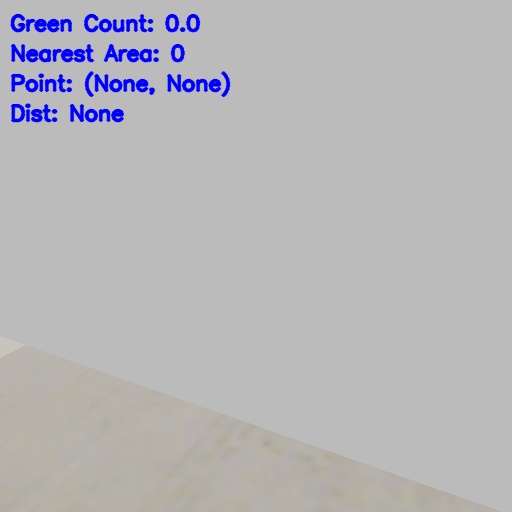 Green Count: 0.0
Nearest Area: 0
Point: (None, None)
Dist: None